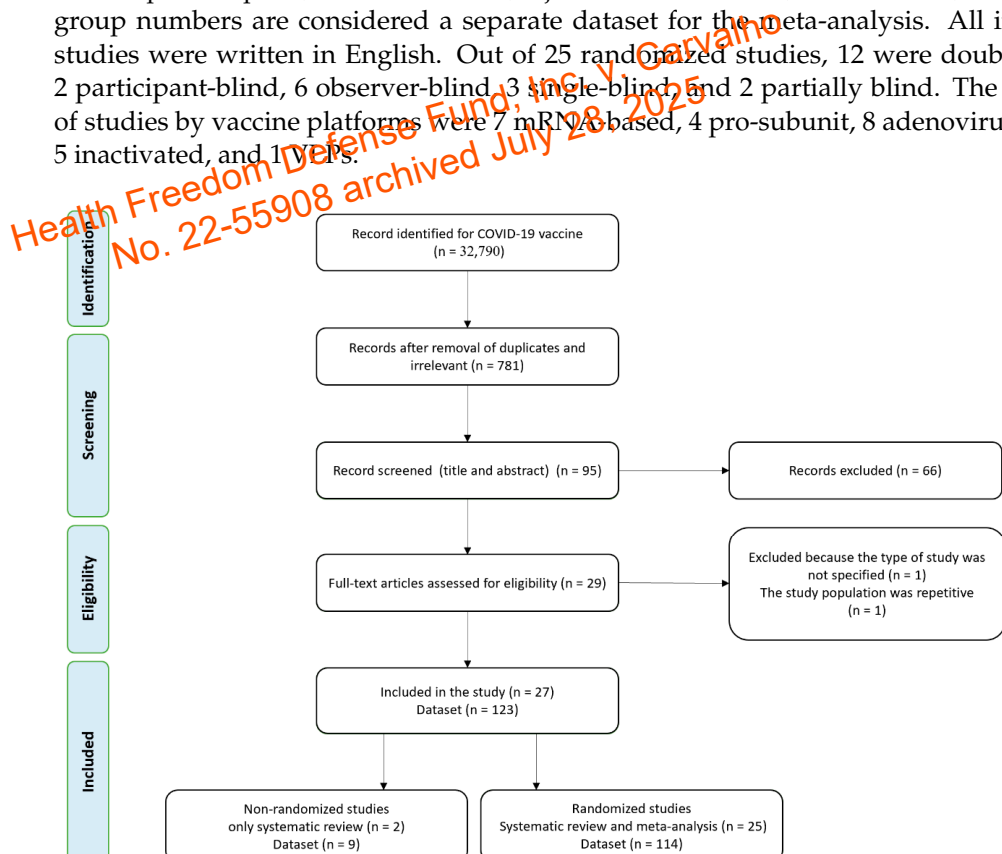 group numbers are considered a separate dataset for the meta-analysis. All i
studies were written in English. Out of 25 randomized studies, 12 were doub
2 participant-blind, 6 observer-blind, 3 single-blind, and 2 partially blind. The
of studies by vaccine platforms were 7 mRNA-based, 4 pro-subunit, 8 adenoviru
5 inactivated, and 1 VLPs.
Health Freedom Defense Fund, Inc. v. Carvalho
No. 22-55908 archived July 28, 2025
Identification
Record identified for COVID-19 vaccine
(n = 32,790)
Screening
Records after removal of duplicates and
irrelevant (n = 781)
Record screened (title and abstract) (n = 95)
Records excluded (n = 66)
Eligibility
Full-text articles assessed for eligibility (n = 29)
Excluded because the type of study was
not specified (n = 1)
The study population was repetitive
(n = 1)
Included
Included in the study (n = 27)
Dataset (n = 123)
Non-randomized studies
only systematic review (n = 2)
Dataset (n = 9)
Randomized studies
Systematic review and meta-analysis (n = 25)
Dataset (n = 114)